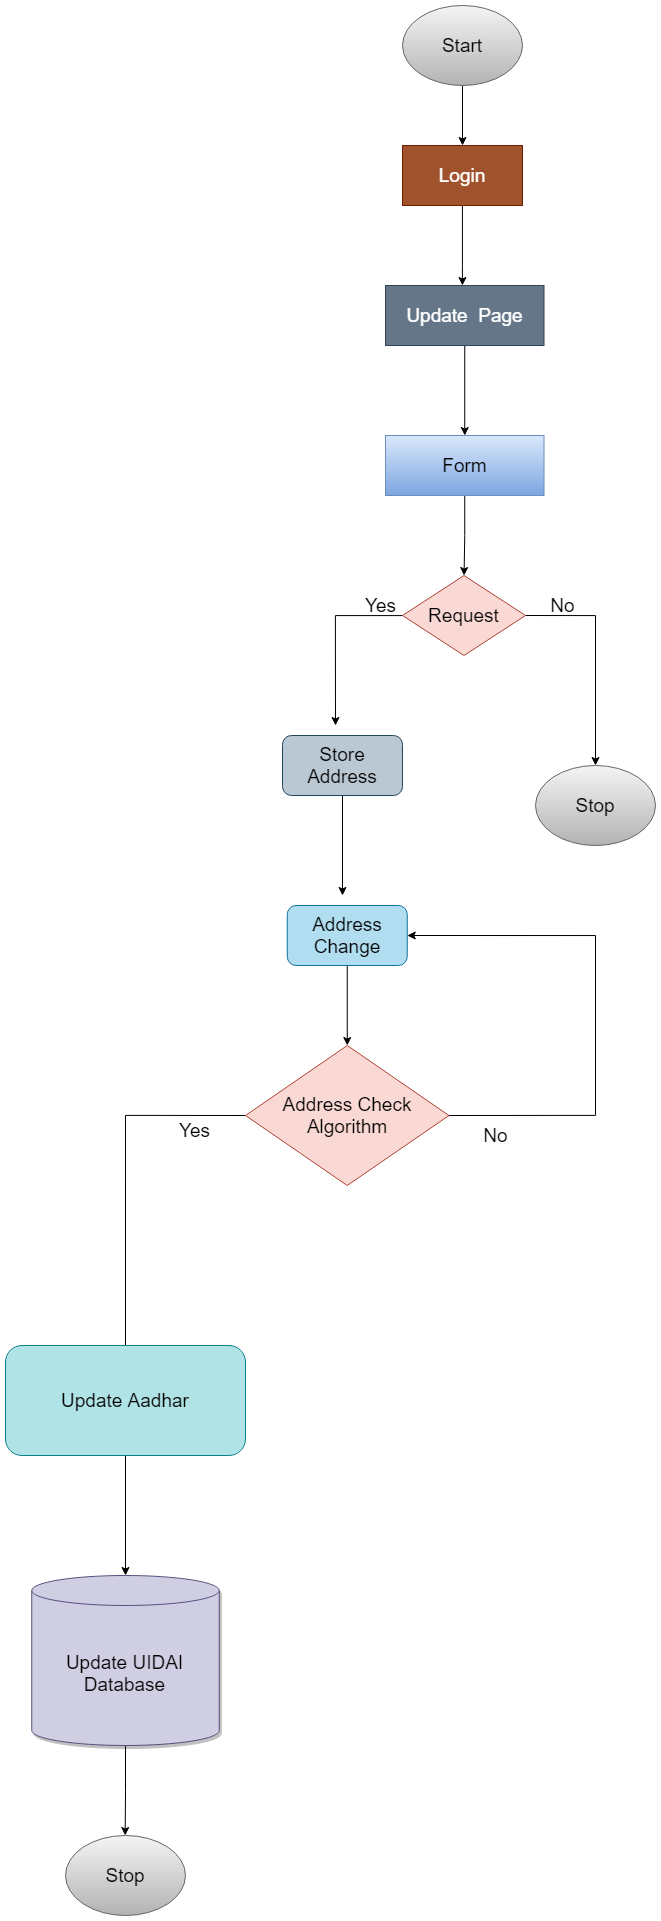 Start
Login
Update Page
Form
Yes
Request
No
Store
Address
Stop
Address
Change
Address Check
Algorithm
Yes
No
Update Aadhar
Update UIDAI
Database
Stop